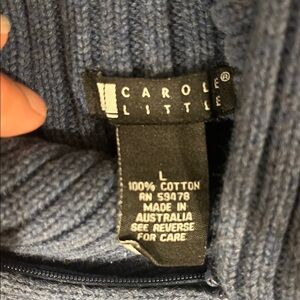 CAROLE®
LITTLE
L
100% COTTON
RN 59478
MADE IN
AUSTRALIA
SEE REVERSE
FOR CARE